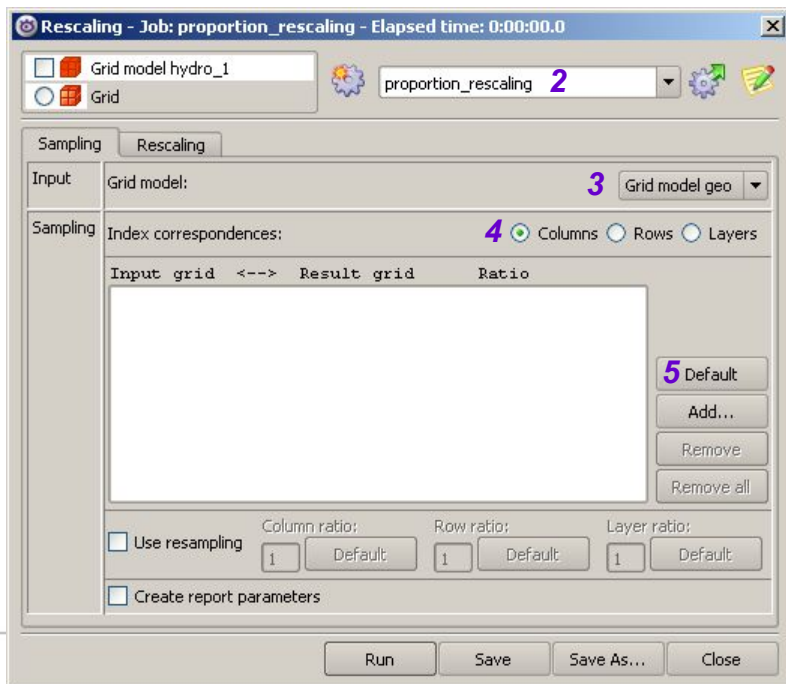 Rescaling - Job: proportion_rescaling - Elapsed time: 0:00:00.0
Grid model hydro_1
Grid
proportion_rescaling 2
Sampling Rescaling
Input Grid model: 3 Grid model geo
Sampling Index correspondences: 4 Columns Rows Layers
Input grid <--> Result grid Ratio
5 Default
Add...
Remove
Remove all
Use resampling
Column ratio: Row ratio: Layer ratio:
1 Default 1 Default 1 Default
Create report parameters
Run Save Save As... Close